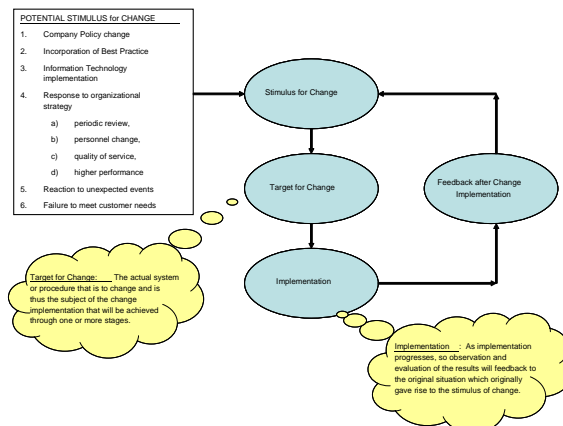 POTENTIAL STIMULUS for CHANGE
1. Company Policy change
2. Incorporation of Best Practice
3. Information Technology
implementation
4. Response to organizational
strategy
a) periodic review,
b) personnel change,
c) quality of service,
d) higher performance
5. Reaction to unexpected events
6. Failure to meet customer needs
Stimulus for Change
Target for Change
Feedback after Change
Implementation
Implementation
Target for Change: The actual system
or procedure that is to change and is
thus the subject of the change
implementation that will be achieved
through one or more stages.
Implementation : As implementation
progresses, so observation and
evaluation of the results will feedback to
the original situation which originally
gave rise to the stimulus of change.